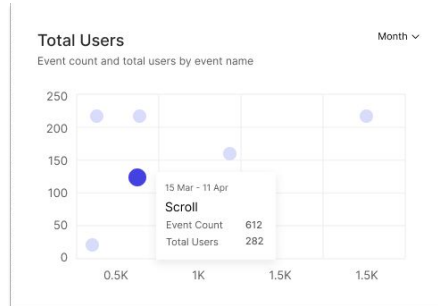 Total Users
Month
Event count and total users by event name
250
200
150
100
50
0
15 Mar - 11 Apr
Scroll
Event Count 612
Total Users 282
0.5K 1K 1.5K 1.5K